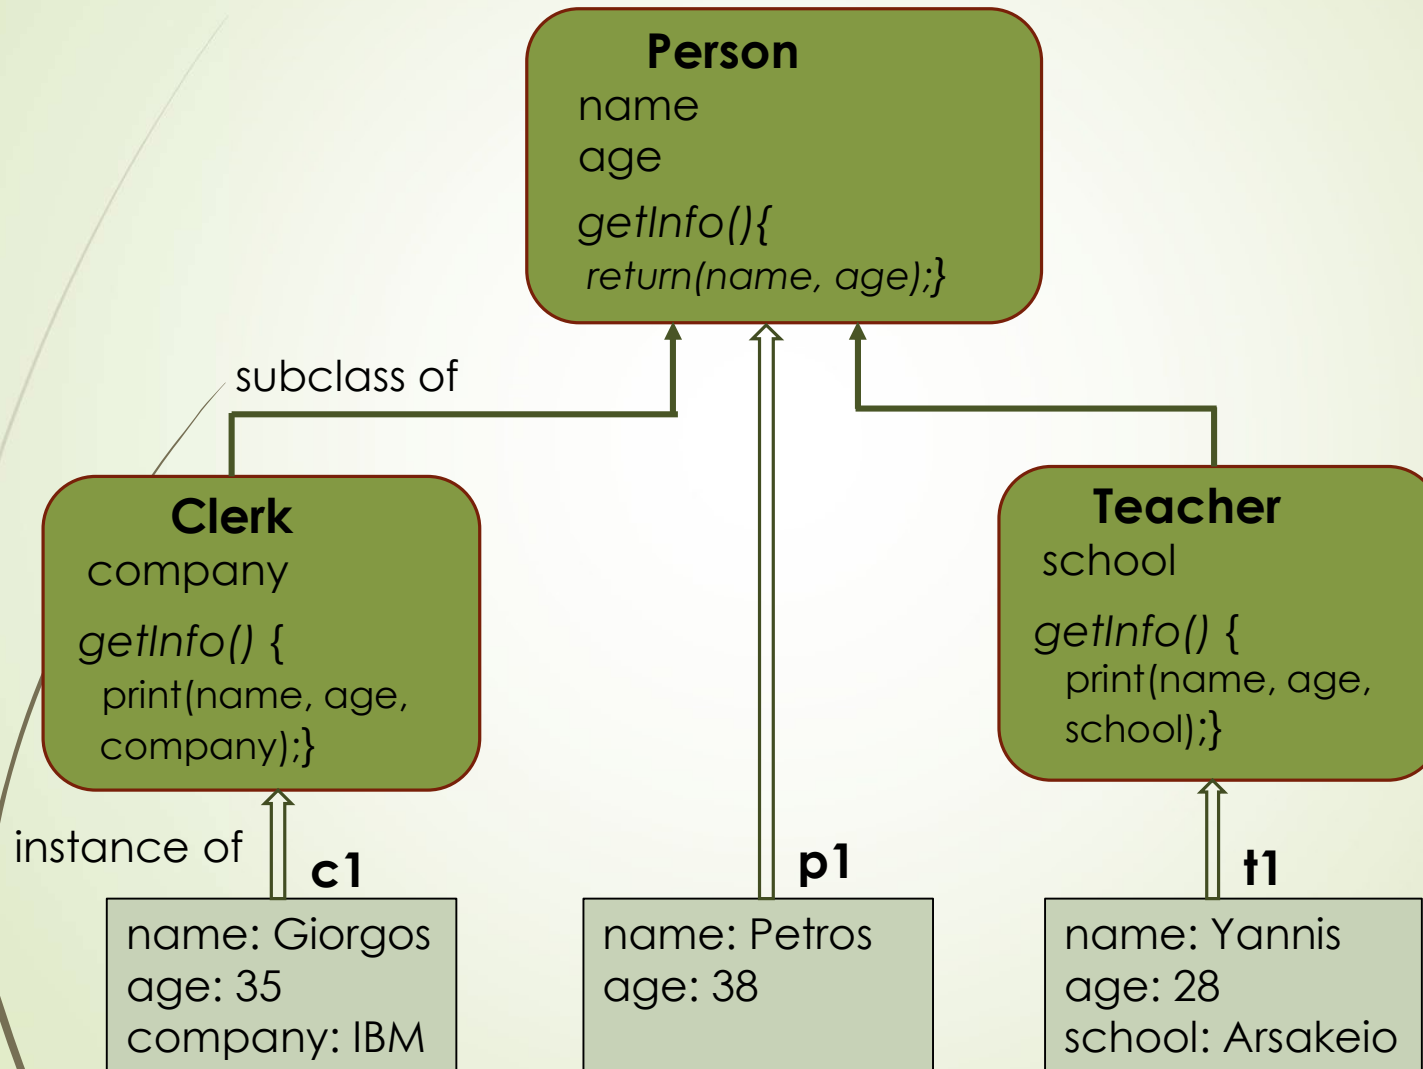 Person
name
age
getInfo(){
return(name, age);}
subclass of
Clerk
company
getInfo() {
print(name, age,
company);}
Teacher
school
getInfo() {
print(name, age,
school);}
instance of
c1
name: Giorgos
age: 35
company: IBM
p1
name: Petros
age: 38
t1
name: Yannis
age: 28
school: Arsakeio